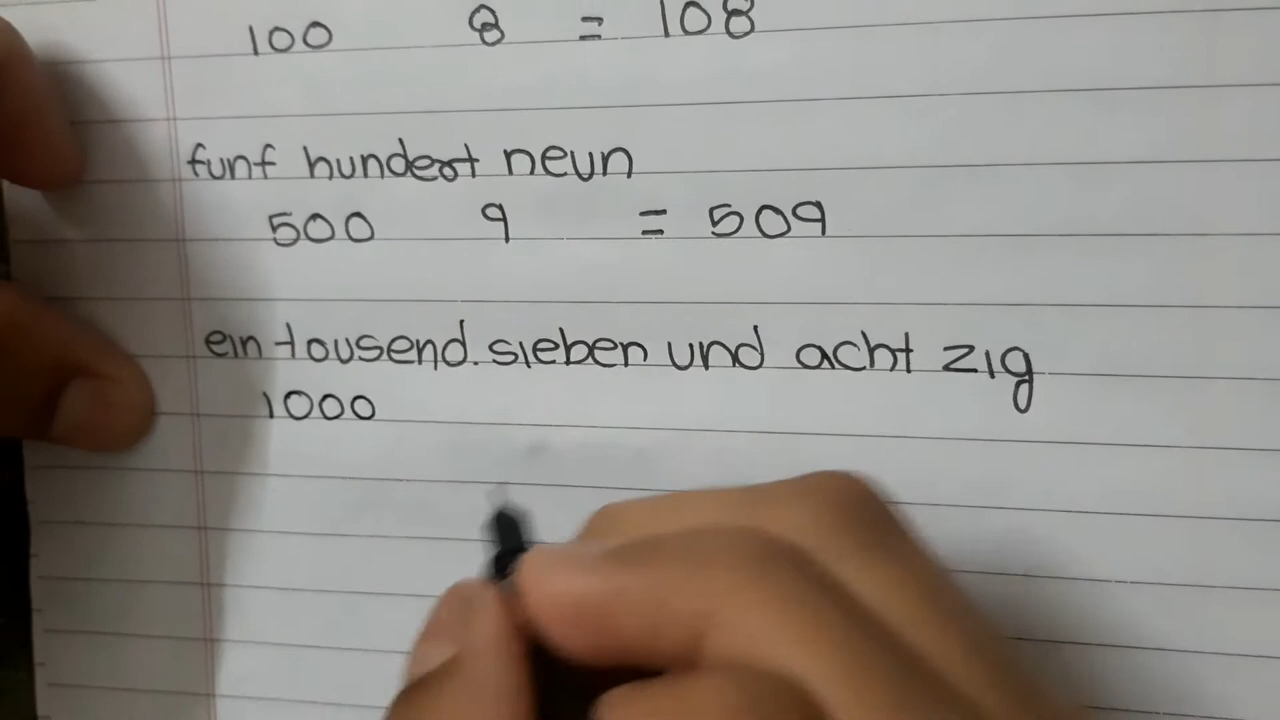 100 8 = 108
funf hundert neun
500 9 = 509
ein tousend sieben und acht zig
1000